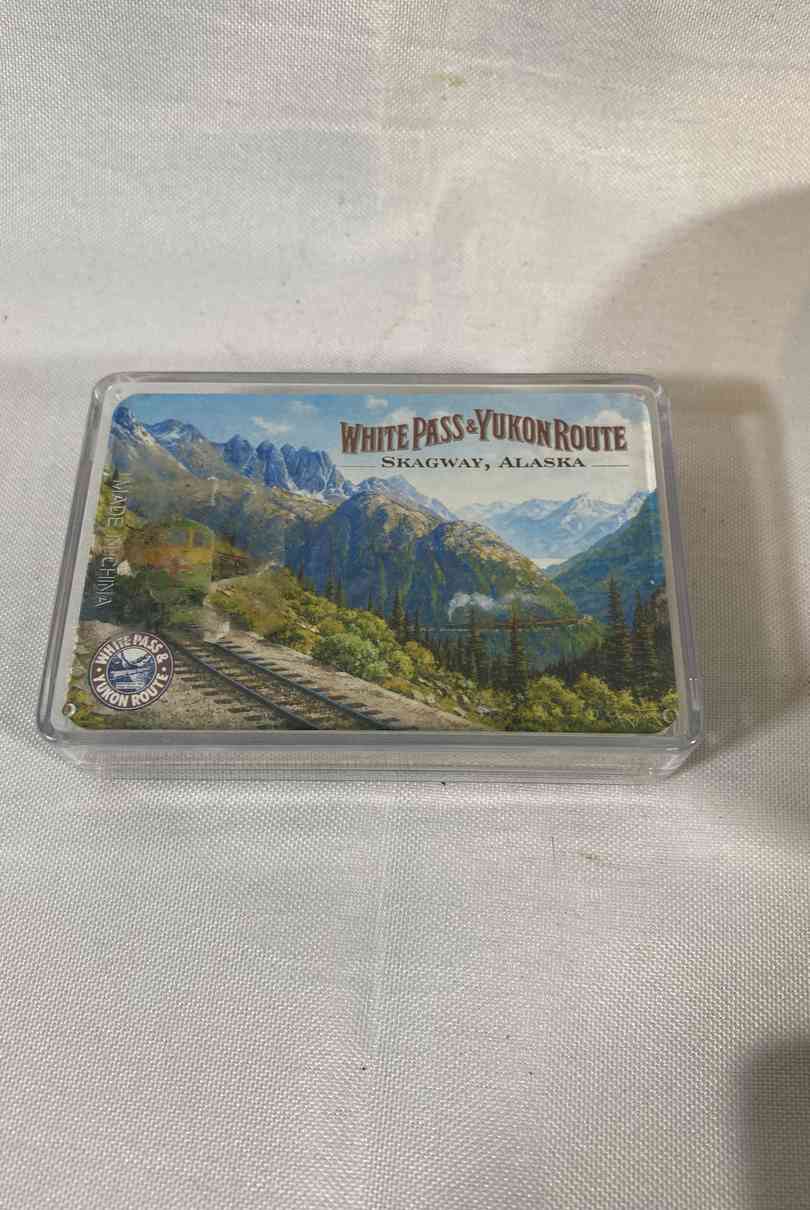 WHITE PASS & YUKON ROUTE
SKAGWAY, ALASKA
MADE IN CHINA
WHITE PASS &
YUKON ROUTE